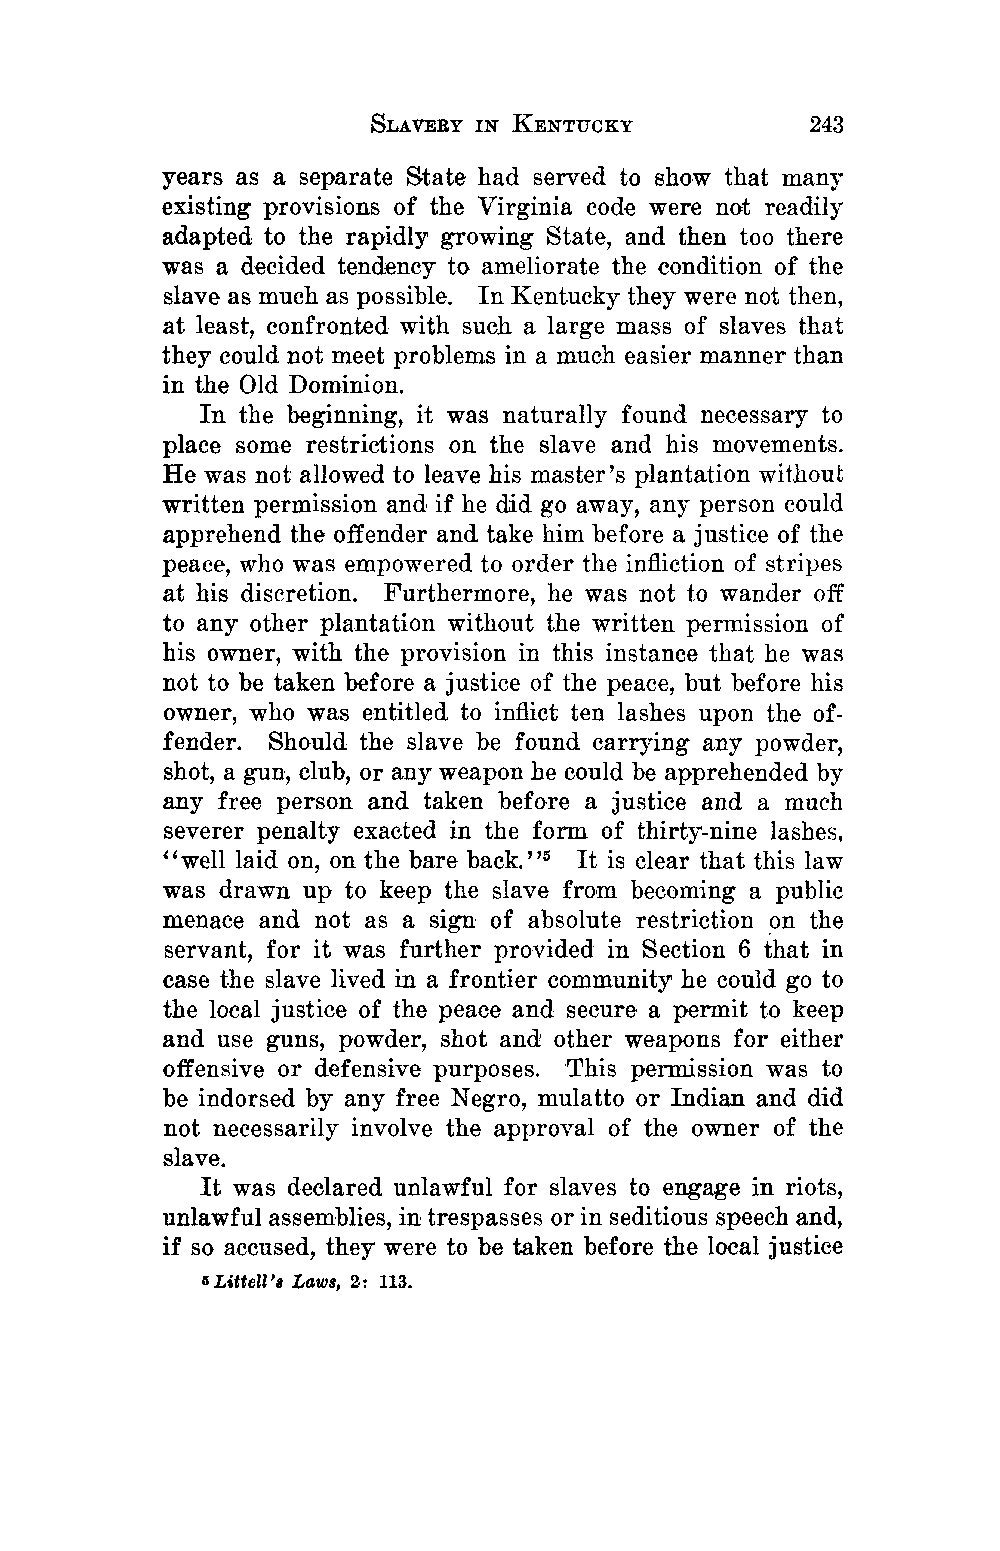 SLAVERY IN KENTUCKY 243
years as a separate State had served to show that many
existing provisions of the Virginia code were not readily
adapted to the rapidly growing State, and then too there
was a decided tendency to ameliorate the condition of the
slave as much as possible. In Kentucky they were not then,
at least, confronted with such a large mass of slaves that
they could not meet problems in a much easier manner than
in the Old Dominion.
In the beginning, it was naturally found necessary to
place some restrictions on the slave and his movements.
He was not allowed to leave his master's plantation without
written permission and if he did go away, any person could
apprehend the offender and take him before a justice of the
peace, who was empowered to order the infliction of stripes
at his discretion. Furthermore, he was not to wander off
to any other plantation without the written permission of
his owner, with the provision in this instance that he was
not to be taken before a justice of the peace, but before his
owner, who was entitled to inflict ten lashes upon the of-
fender. Should the slave be found carrying any powder,
shot, a gun, club, or any weapon he could be apprehended by
any free person and taken before a justice and a much
severer penalty exacted in the form of thirty-nine lashes,
"well laid on, on the bare back."⁵ It is clear that this law
was drawn up to keep the slave from becoming a public
menace and not as a sign of absolute restriction on the
servant, for it was further provided in Section 6 that in
case the slave lived in a frontier community he could go to
the local justice of the peace and secure a permit to keep
and use guns, powder, shot and other weapons for either
offensive or defensive purposes. This permission was to
be indorsed by any free Negro, mulatto or Indian and did
not necessarily involve the approval of the owner of the
slave.
It was declared unlawful for slaves to engage in riots,
unlawful assemblies, in trespasses or in seditious speech and,
if so accused, they were to be taken before the local justice
⁵ Littell's Laws, 2: 113.